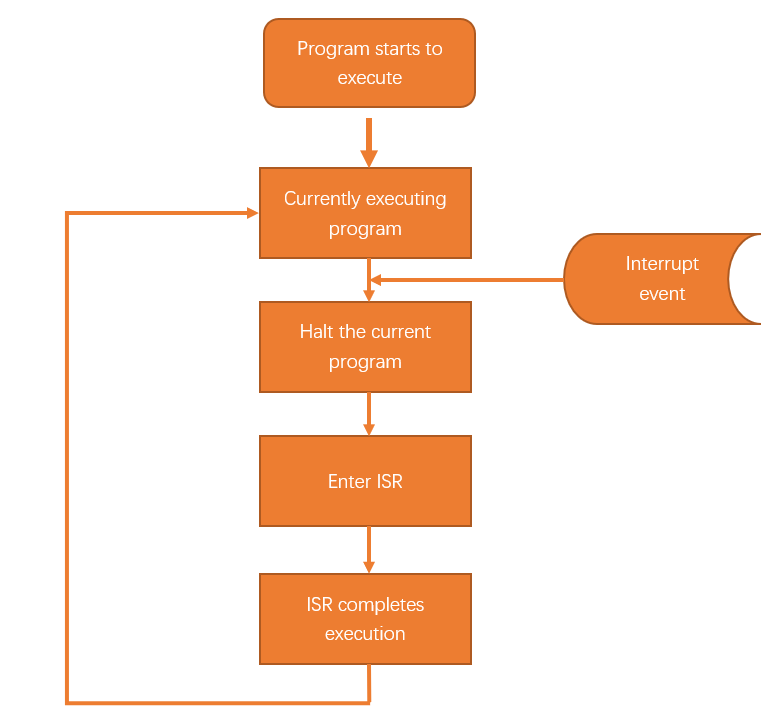 Program starts to
execute
Currently executing
program
Interrupt
event
Halt the current
program
Enter ISR
ISR completes
execution